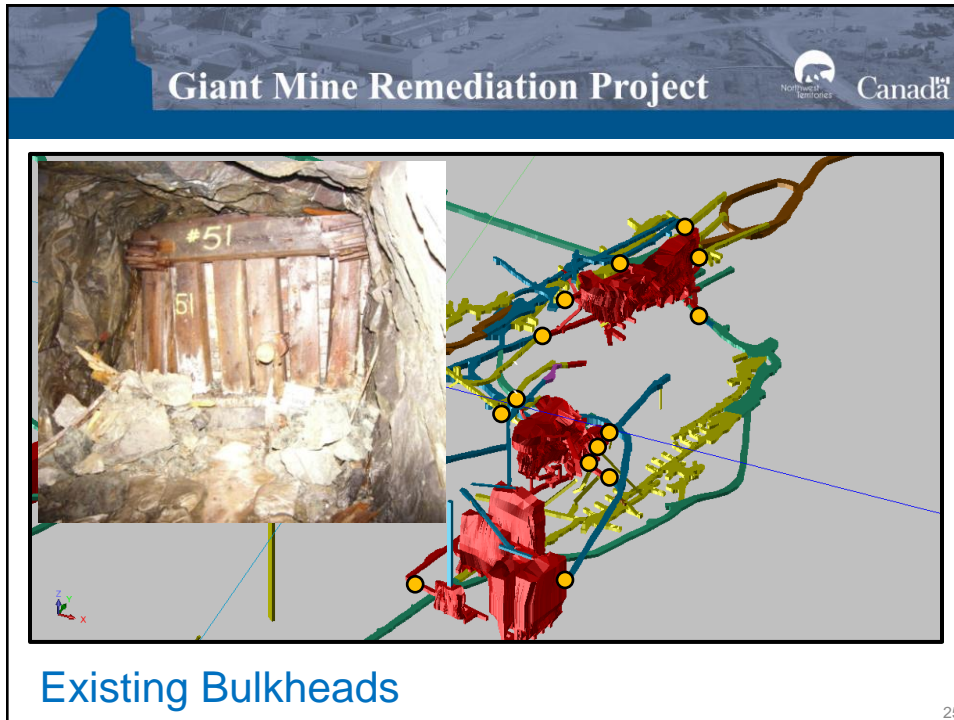 Giant Mine Remediation Project
Northwest
Territories
Canada
#51
51
Z
Y
X
Existing Bulkheads
25